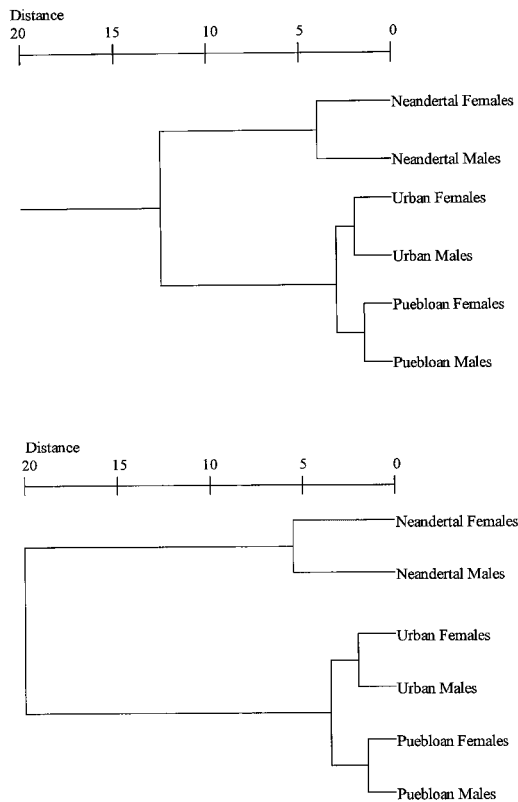 Distance
20 15 10 5 0
Neandertal Females
Neandertal Males
Urban Females
Urban Males
Puebloan Females
Puebloan Males
Distance
20 15 10 5 0
Neandertal Females
Neandertal Males
Urban Females
Urban Males
Puebloan Females
Puebloan Males